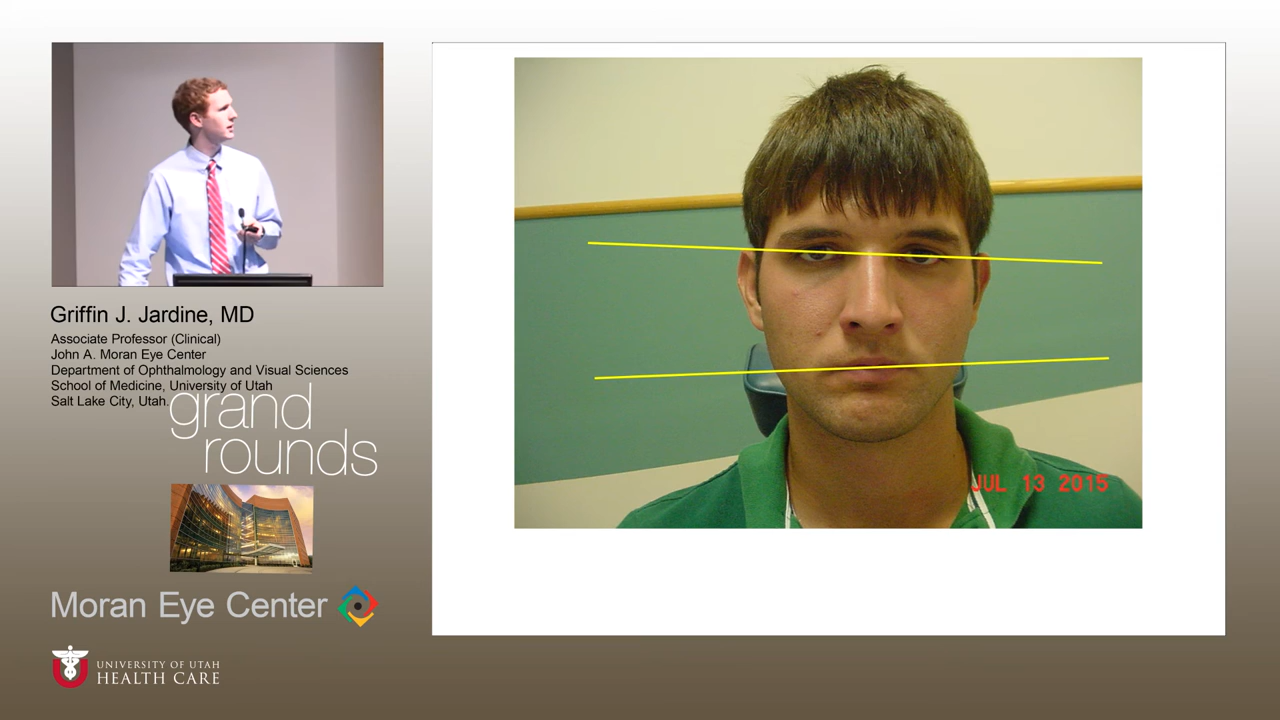 Griffin J. Jardine, MD
Associate Professor (Clinical)
John A. Moran Eye Center
Department of Ophthalmology and Visual Sciences
School of Medicine, University of Utah
Salt Lake City, Utah.
grand
rounds
Moran Eye Center
UNIVERSITY OF UTAH
HEALTH CARE
JUL 13 2015